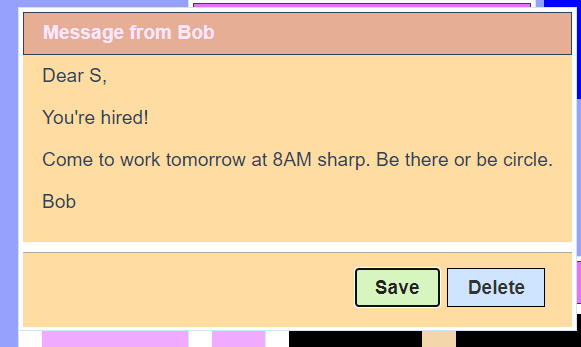 Message from Bob
Dear S,
You're hired!
Come to work tomorrow at 8AM sharp. Be there or be circle.
Bob
Save
Delete